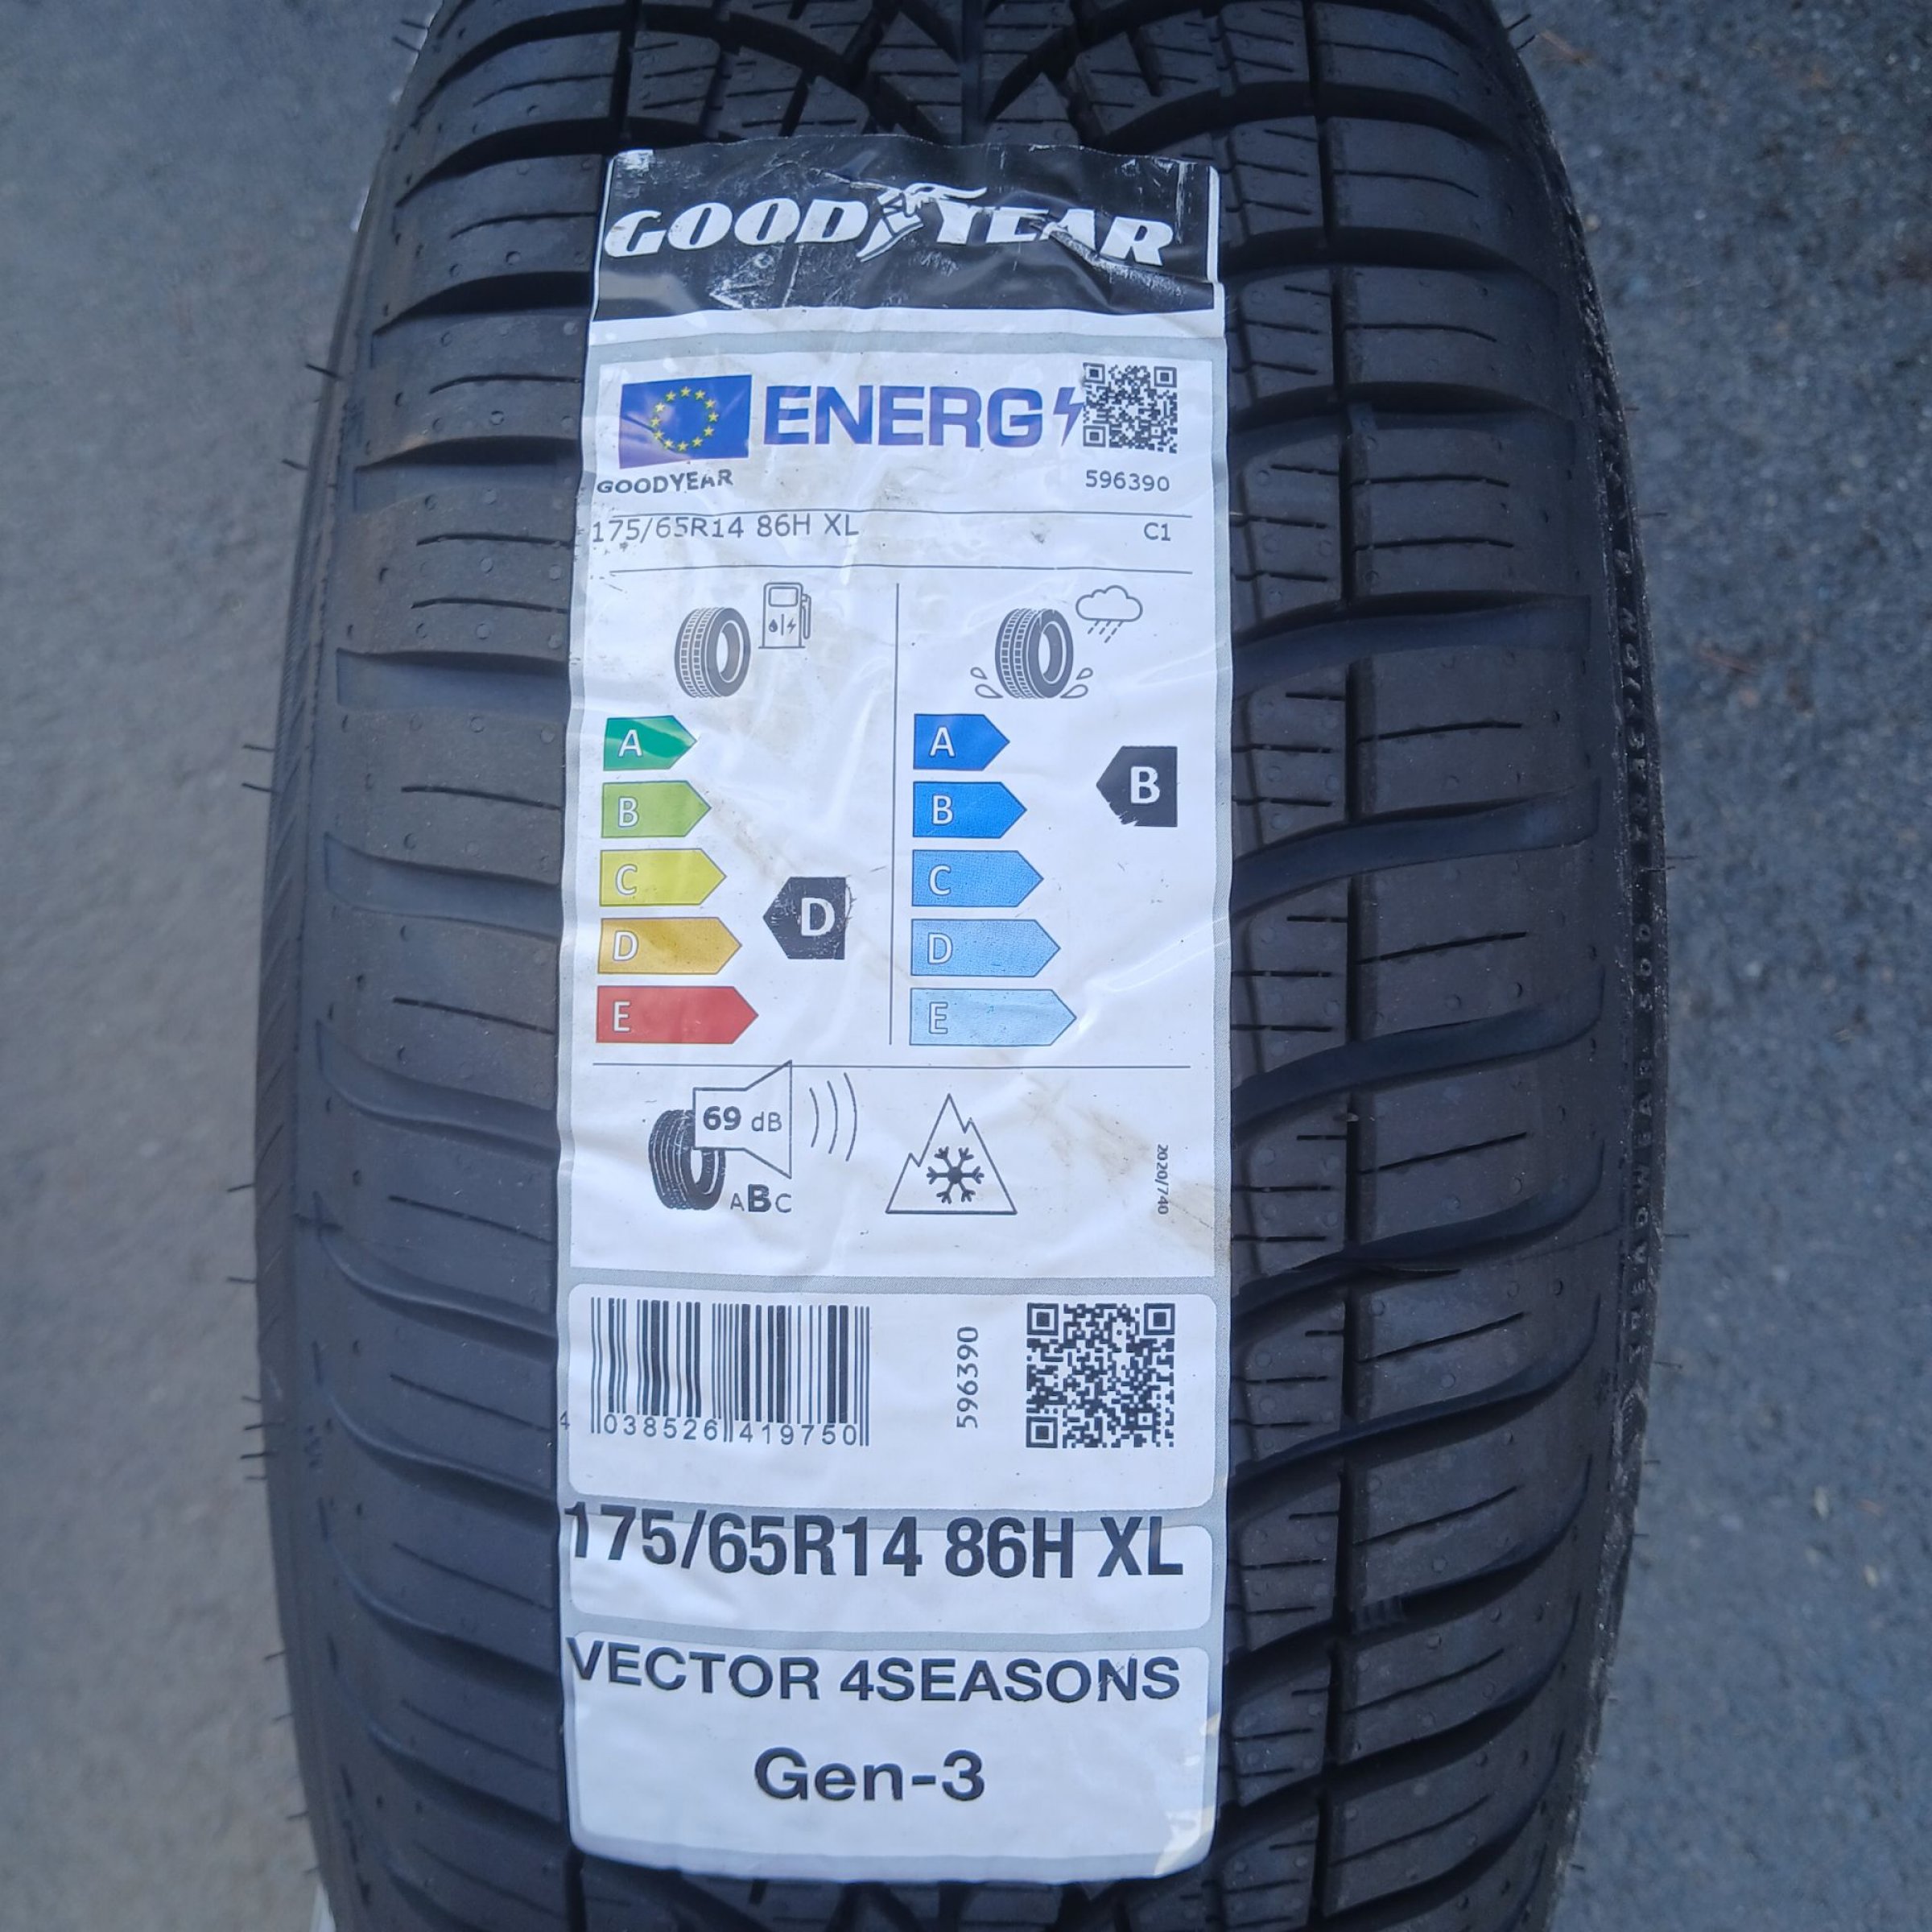 GOODYEAR
ENERG
GOODYEAR 596390
175/65R14 86H XL C1
A A
B B B
C C
D D D
E E
69 dB
ABC
2020/740
4 038526 419750
596390
175/65R14 86H XL
VECTOR 4SEASONS
Gen-3